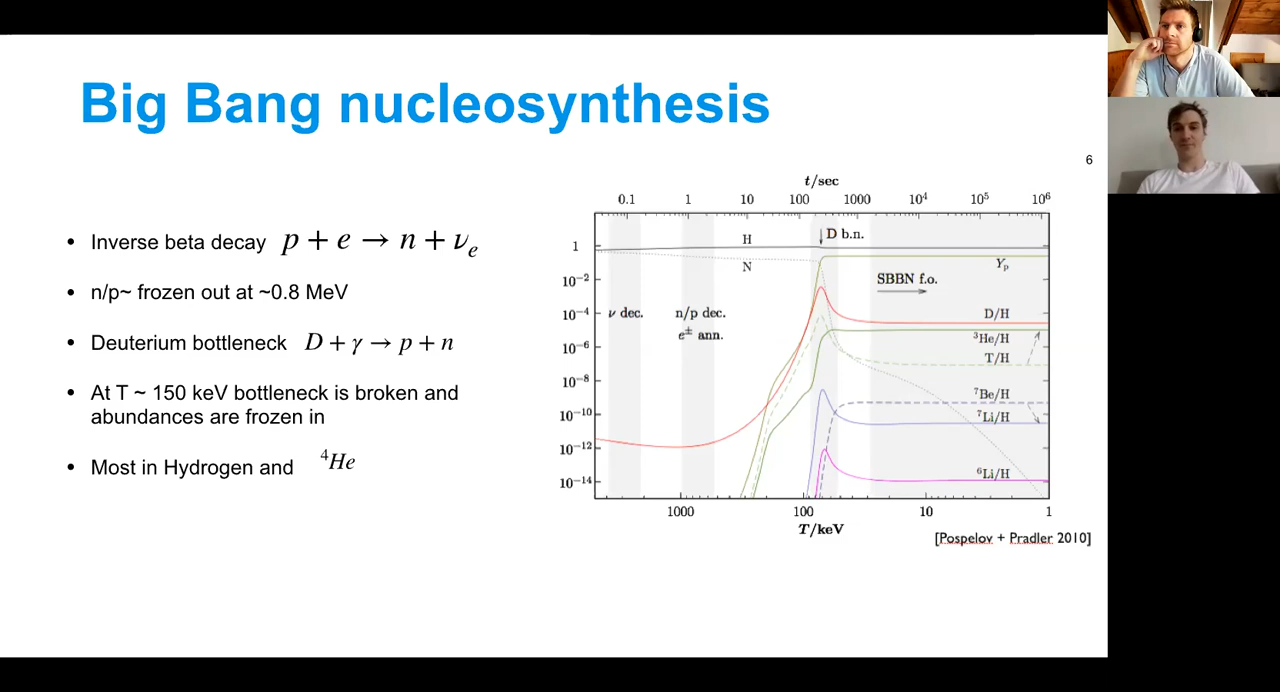 Big Bang nucleosynthesis
6
• Inverse beta decay p + e → n + νe
• n/p~ frozen out at ~0.8 MeV
• Deuterium bottleneck D + γ → p + n
• At T ~ 150 keV bottleneck is broken and
abundances are frozen in
• Most in Hydrogen and ⁴He
t/sec
0.1 1 10 100 1000 10⁴ 10⁵ 10⁶
1
10⁻²
10⁻⁴
10⁻⁶
10⁻⁸
10⁻¹⁰
10⁻¹²
10⁻¹⁴
H
N
D b.n.
Yp
SBBN f.o.
ν dec.
n/p dec.
e± ann.
D/H
³He/H
T/H
⁷Be/H
⁷Li/H
⁶Li/H
1000 100 10 1
T/keV
[Pospelov + Pradler 2010]